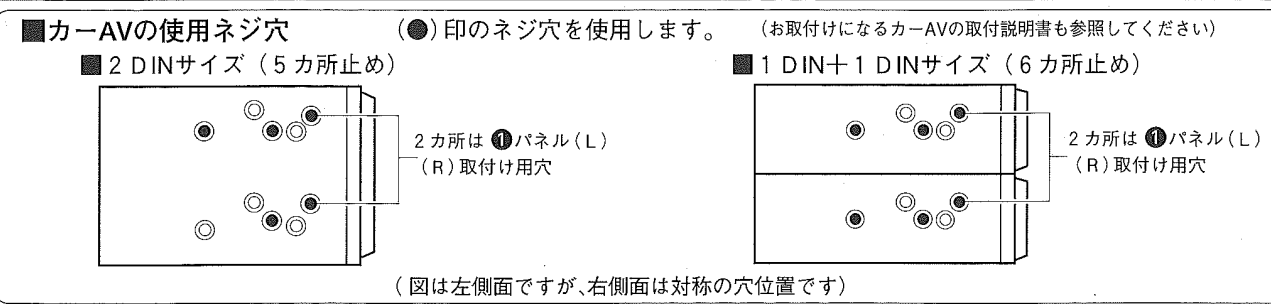 ■カーAVの使用ネジ穴 (●)印のネジ穴を使用します。 (お取付けになるカーAVの取付説明書も参照してください)
■2 DINサイズ(5カ所止め)
2カ所は❶パネル(L)
(R)取付け用穴
■1 DIN+1 DINサイズ(6カ所止め)
2カ所は❶パネル(L)
(R)取付け用穴
(図は左側面ですが、右側面は対称の穴位置です)